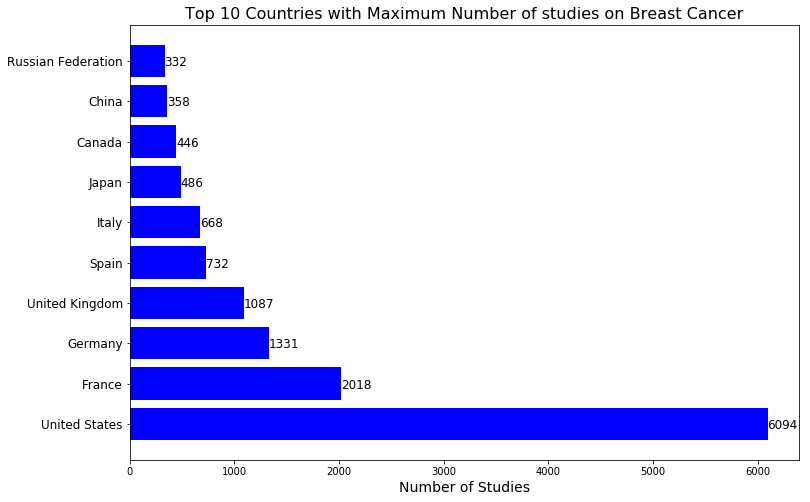 Top 10 Countries with Maximum Number of studies on Breast Cancer
Russian Federation 332
China 358
Canada 446
Japan 486
Italy 668
Spain 732
United Kingdom 1087
Germany 1331
France 2018
United States 6094
0 1000 2000 3000 4000 5000 6000
Number of Studies